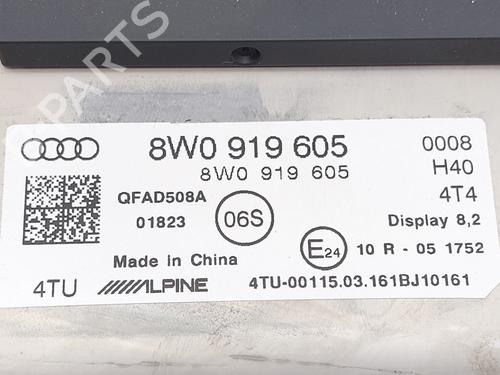 B-PARTS
8W0 919 605
0008
8W0 919 605
H40
QFAD508A
4T4
01823
06S
Display 8,2
E24
10 R - 05 1752
Made in China
4TU
ALPINE
4TU-00115.03.161BJ10161